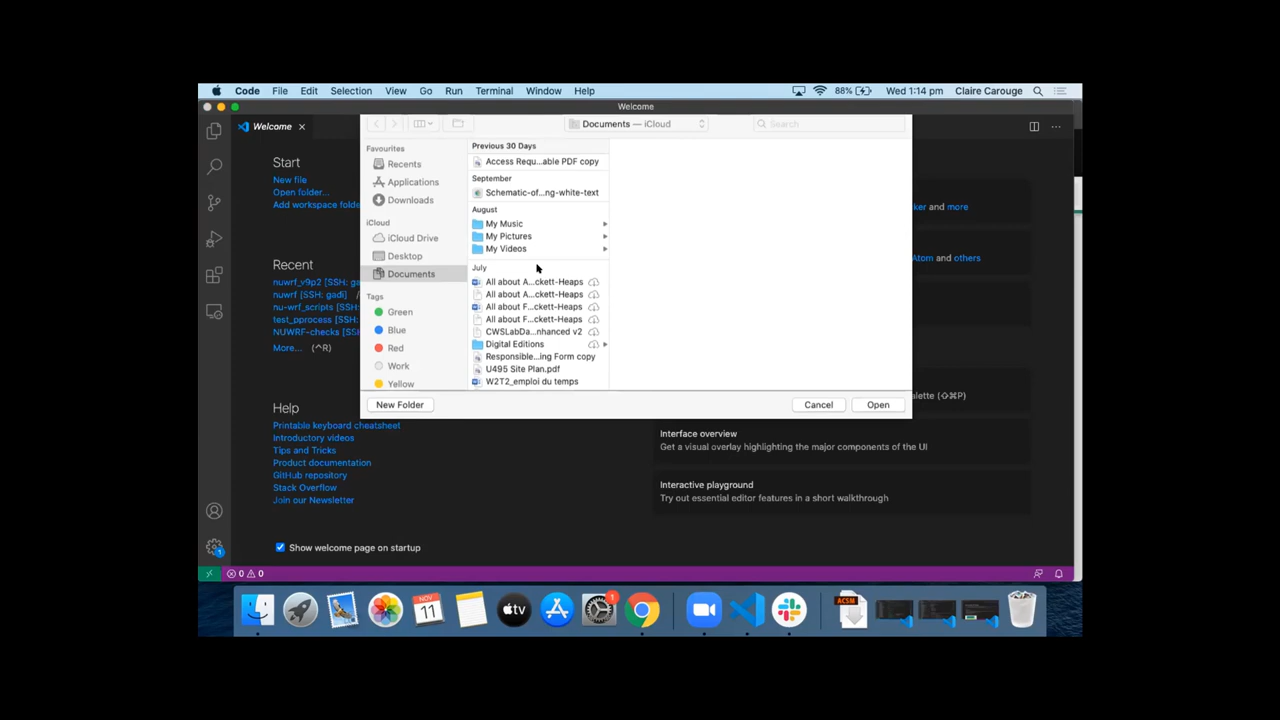 Code File Edit Selection View Go Run Terminal Window Help 88% Wed 1:14 pm Claire Carouge
Welcome
Welcome
Documents — iCloud
Search
Start
New file
Open folder...
Add workspace folde
Recent
nuwrf_v9p2 [SSH: ga
nuwrf [SSH: gadi]
nu-wrf_scripts [SSH:
test_pprocess [SSH:
NUWRF-checks [SSH
More... (^R)
Help
Printable keyboard cheatsheet
Introductory videos
Tips and Tricks
Product documentation
GitHub repository
Stack Overflow
Join our Newsletter
Show welcome page on startup
Favourites
Recents
Applications
Downloads
iCloud
iCloud Drive
Desktop
Documents
Tags
Green
Blue
Red
Work
Yellow
Previous 30 Days
Access Requ...able PDF copy
September
Schematic-of...ng-white-text
August
My Music
My Pictures
My Videos
July
All about A...ckett-Heaps
All about A...ckett-Heaps
All about F...ckett-Heaps
All about F...ckett-Heaps
CWSLabDa...nhanced v2
Digital Editions
Responsible...ing Form copy
U495 Site Plan.pdf
W2T2_emploi du temps
New Folder
Cancel
Open
ker and more
Atom and others
alette (⇧⌘P)
Interface overview
Get a visual overlay highlighting the major components of the UI
Interactive playground
Try out essential editor features in a short walkthrough
1
0 0
NOV
11
tv
1
ACSM